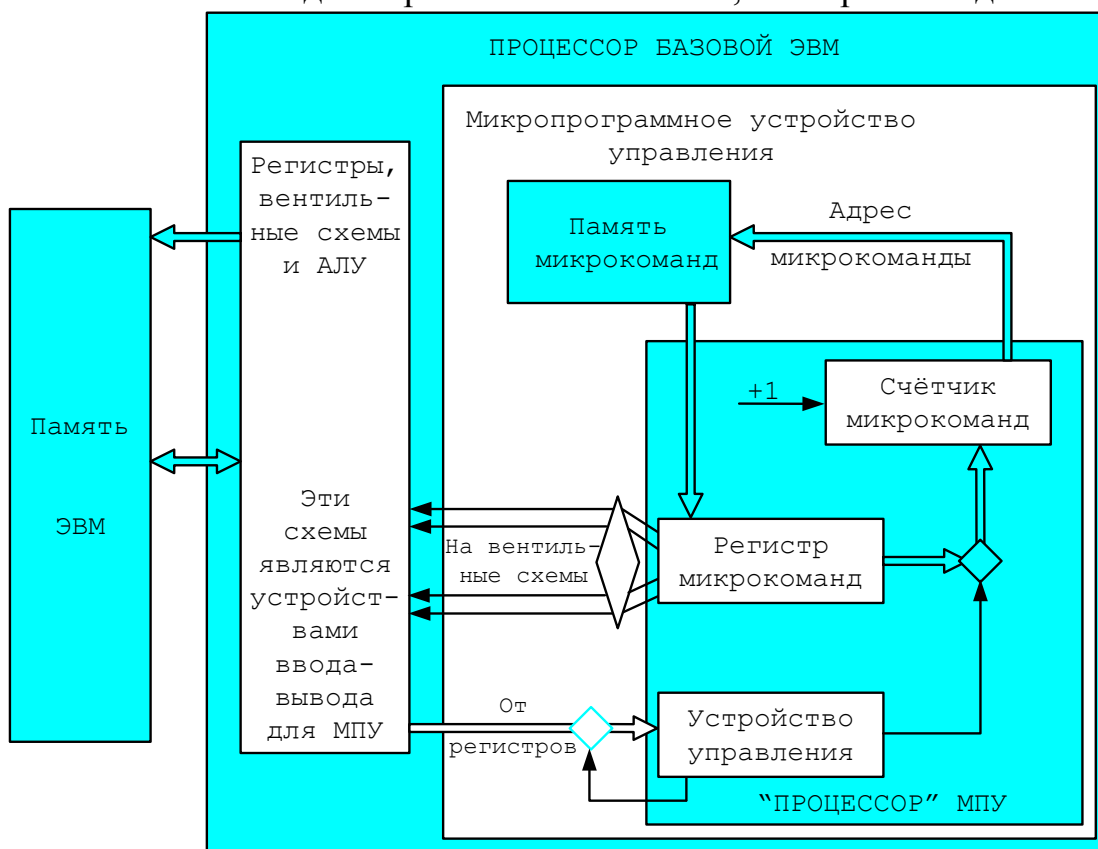 ПРОЦЕССОР БАЗОВОЙ ЭВМ
Микропрограммное устройство
управления
Регистры,
вентиль-
ные схемы
и АЛУ
Память
микрокоманд
Адрес
микрокоманды
+1
Счётчик
микрокоманд
Память
ЭВМ
Эти
схемы
являются
устройст-
вами
ввода-
вывода
для МПУ
На вентиль-
ные схемы
Регистр
микрокоманд
От
регистров
Устройство
управления
“ПРОЦЕССОР” МПУ